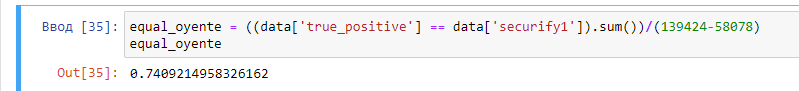 Ввод [35]: equal_oyente = ((data['true_positive'] == data['securify1']).sum())/(139424-58078)
equal_oyente
Out[35]: 0.7409214958326162